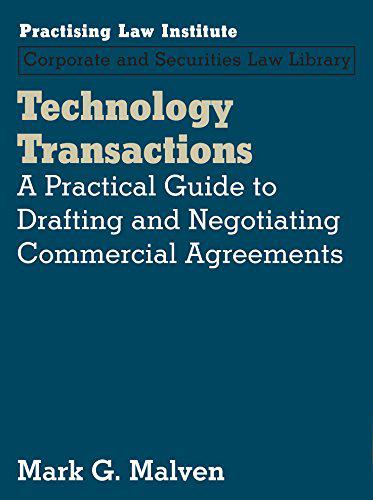 Practising Law Institute
Corporate and Securities Law Library
Technology
Transactions
A Practical Guide to
Drafting and Negotiating
Commercial Agreements
Mark G. Malven